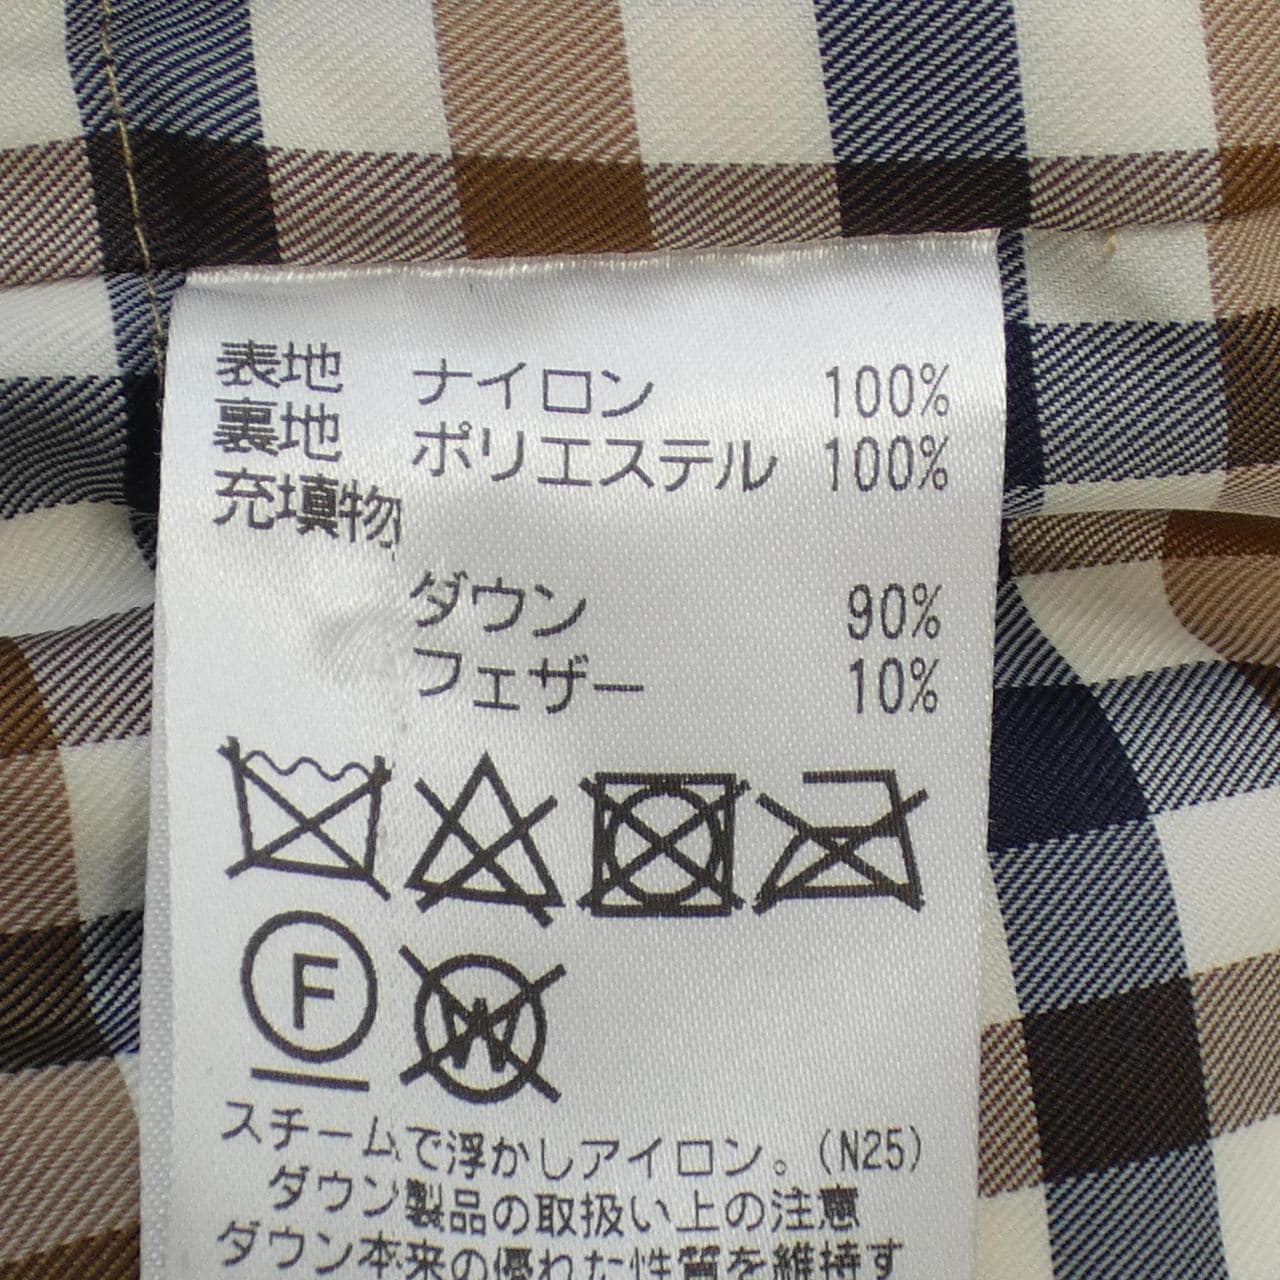 表地 ナイロン 100%
裏地 ポリエステル 100%
充填物
ダウン 90%
フェザー 10%
F
W
スチームで浮かしアイロン。(N25)
ダウン製品の取扱い上の注意
ダウン本来の優れた性質を維持す